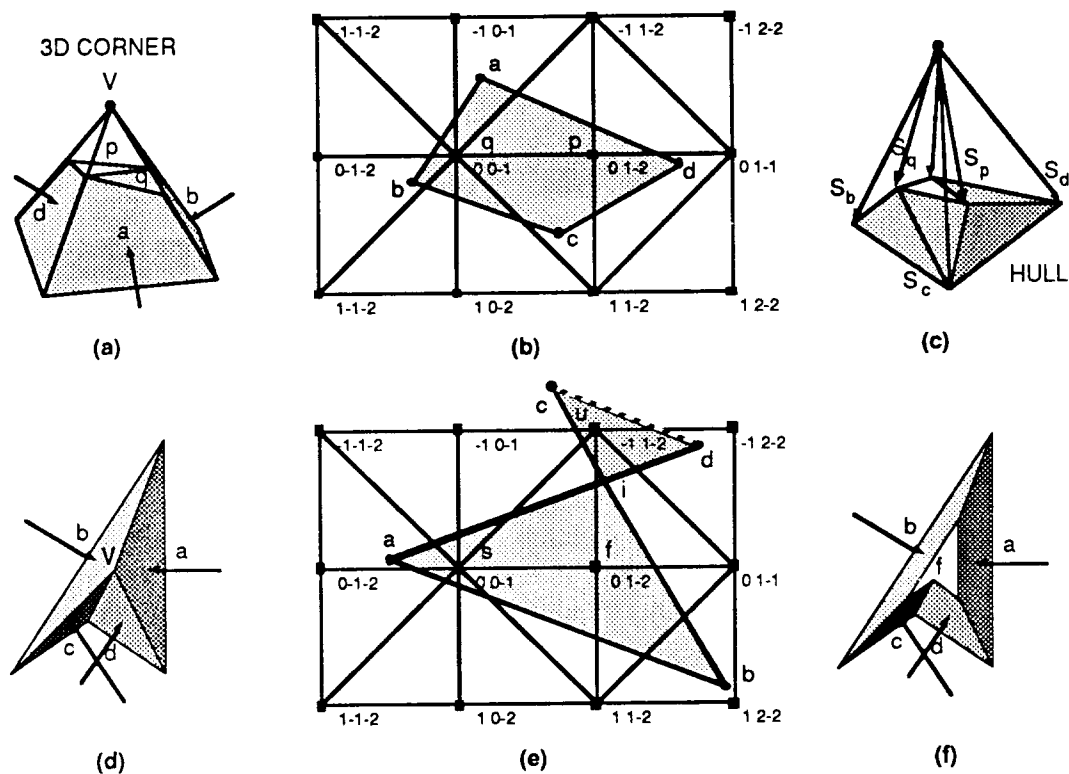 3D CORNER
V
p
q
d
b
a
(a)
-1-1-2
-1 0-1
-1 1-2
-1 2-2
a
q
p
0-1-2
0 0-1
0 1-2
0 1-1
b
d
c
1-1-2
1 0-2
1 1-2
1 2-2
(b)
S_q
S_p
S_b
S_d
S_c
HULL
(c)
b
V
a
c
d
(d)
c
u
-1-1-2
-1 0-1
-1 1-2
-1 2-2
d
i
a
s
f
0-1-2
0 0-1
0 1-2
0 1-1
b
1-1-2
1 0-2
1 1-2
1 2-2
(e)
b
f
a
c
d
(f)